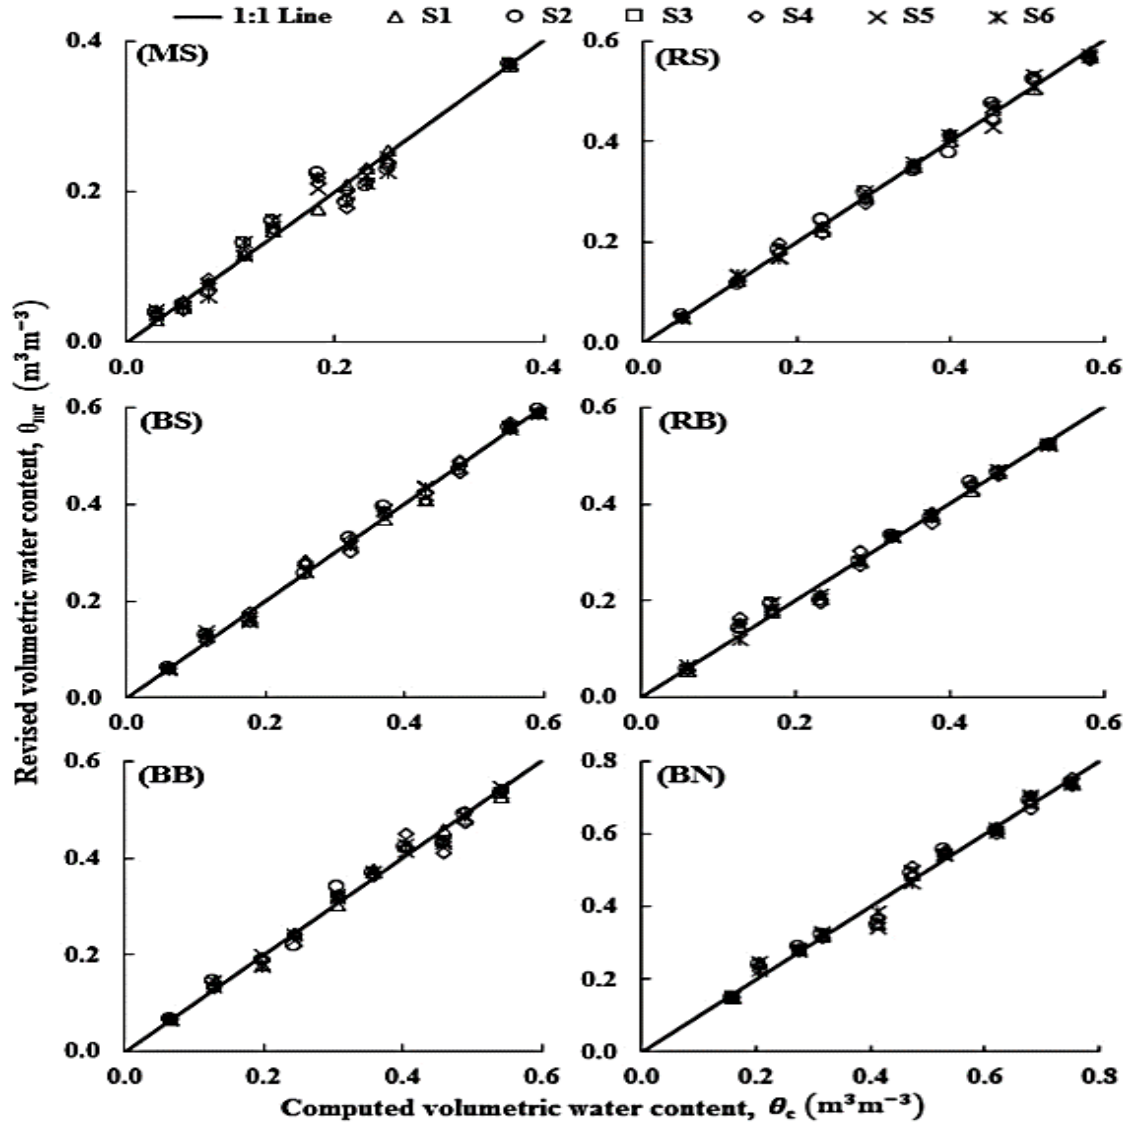 1:1 Line S1 S2 S3 S4 S5 S6
0.4 (MS) 0.6 (RS)
0.2 0.4
0.2
0.0 0.0
0.0 0.2 0.4 0.0 0.2 0.4 0.6
0.6 (BS) 0.6 (RB)
0.4 0.4
0.2 0.2
0.0 0.0
0.0 0.2 0.4 0.6 0.0 0.2 0.4 0.6
0.6 (BB) 0.8 (BN)
0.6
0.4
0.4
0.2
0.2
0.0 0.0
0.0 0.2 0.4 0.6 0.0 0.2 0.4 0.6 0.8
Revised volumetric water content, θmr (m³m⁻³)
Computed volumetric water content, θc (m³m⁻³)